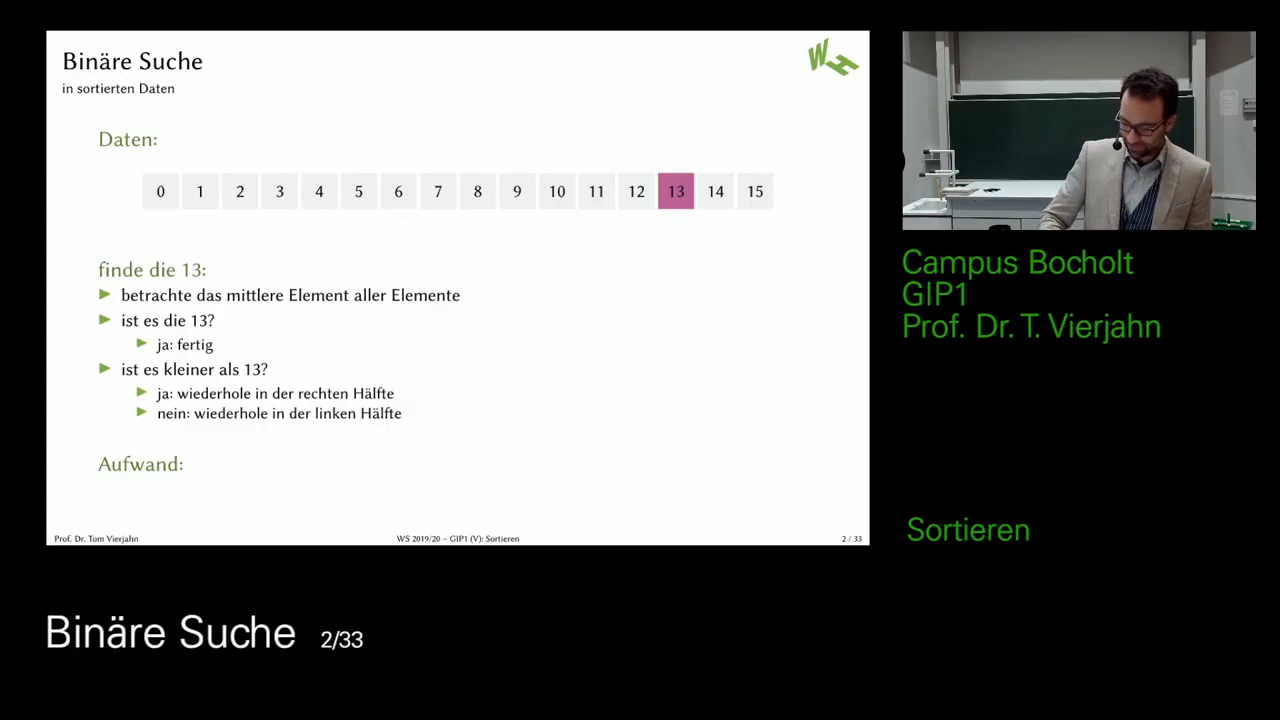 Binäre Suche
in sortierten Daten
WH
Daten:
0 1 2 3 4 5 6 7 8 9 10 11 12 13 14 15
finde die 13:
betrachte das mittlere Element aller Elemente
ist es die 13?
ja: fertig
ist es kleiner als 13?
ja: wiederhole in der rechten Hälfte
nein: wiederhole in der linken Hälfte
Aufwand:
Prof. Dr. Tom Vierjahn WS 2019/20 – GIP1 (V): Sortieren 2 / 33
Campus Bocholt
GIP1
Prof. Dr. T. Vierjahn
Sortieren
Binäre Suche 2/33